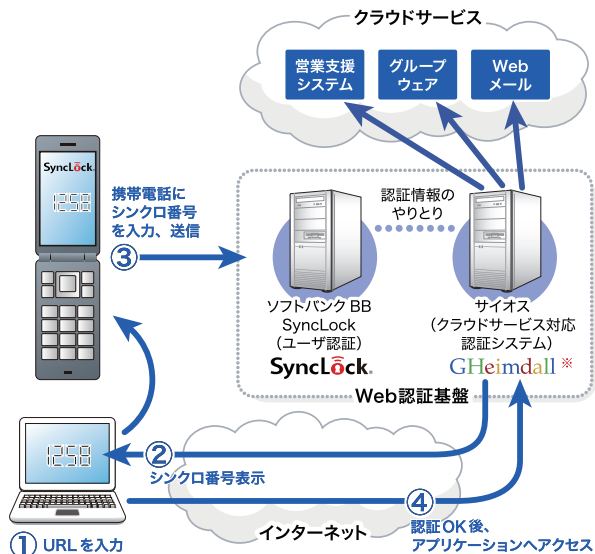 クラウドサービス
営業支援
システム
グループ
ウェア
Web
メール
SyncLock
1258
携帯電話に
シンクロ番号
を入力、送信
③
認証情報の
やりとり
ソフトバンク BB
SyncLock
（ユーザ認証）
SyncLock®
サイオス
（クラウドサービス対応
認証システム）
GHeimdall ※
Web認証基盤
1258
②
シンクロ番号表示
インターネット
① URLを入力
④
認証OK後、
アプリケーションへアクセス